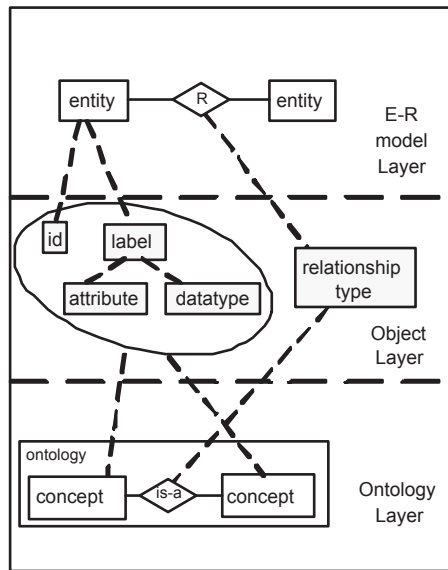 R
entity
entity
E-R
model
Layer
id
label
attribute
datatype
relationship
type
Object
Layer
ontology
concept
is-a
concept
Ontology
Layer